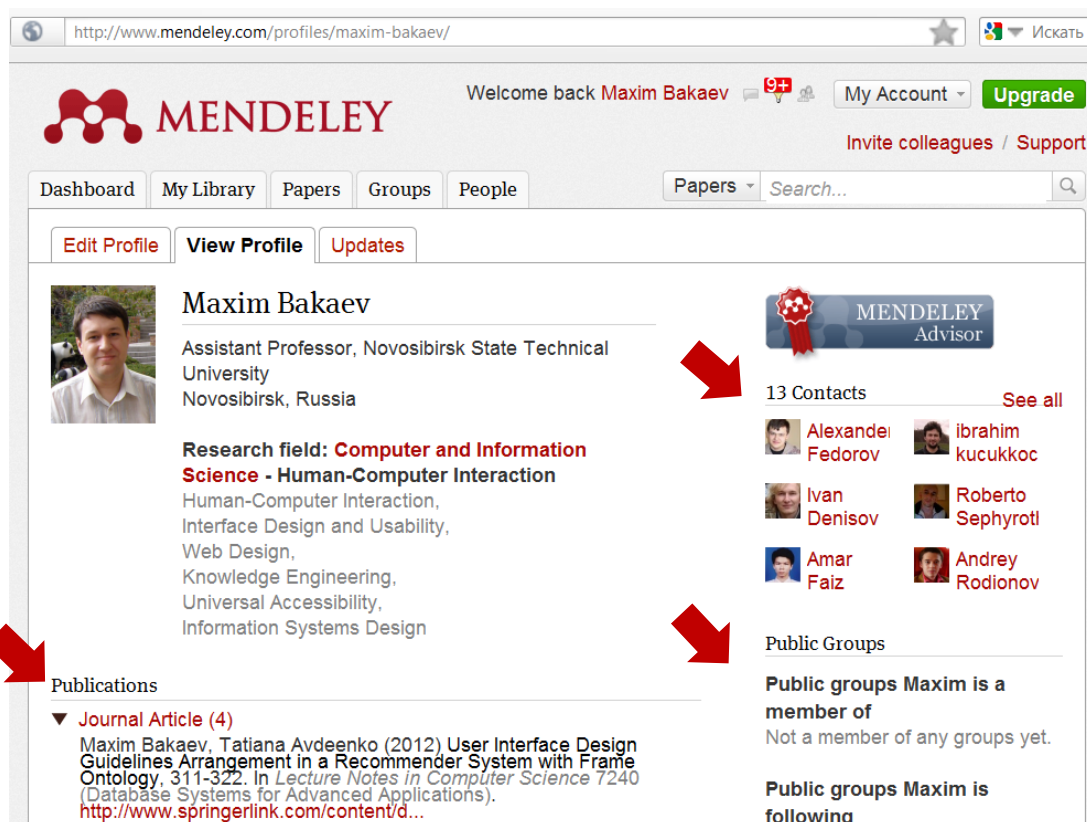 http://www.mendeley.com/profiles/maxim-bakaev/
Искать
MENDELEY
Welcome back Maxim Bakaev
9+
My Account
Upgrade
Invite colleagues / Support
Dashboard
My Library
Papers
Groups
People
Papers
Search...
Edit Profile
View Profile
Updates
Maxim Bakaev
Assistant Professor, Novosibirsk State Technical
University
Novosibirsk, Russia
Research field: Computer and Information
Science - Human-Computer Interaction
Human-Computer Interaction,
Interface Design and Usability,
Web Design,
Knowledge Engineering,
Universal Accessibility,
Information Systems Design
Publications
Journal Article (4)
Maxim Bakaev, Tatiana Avdeenko (2012) User Interface Design
Guidelines Arrangement in a Recommender System with Frame
Ontology, 311-322. In Lecture Notes in Computer Science 7240
(Database Systems for Advanced Applications).
http://www.springerlink.com/content/d...
MENDELEY
Advisor
13 Contacts
See all
Alexander
Fedorov
ibrahim
kucukkoc
Ivan
Denisov
Roberto
Sephyrotl
Amar
Faiz
Andrey
Rodionov
Public Groups
Public groups Maxim is a
member of
Not a member of any groups yet.
Public groups Maxim is
following